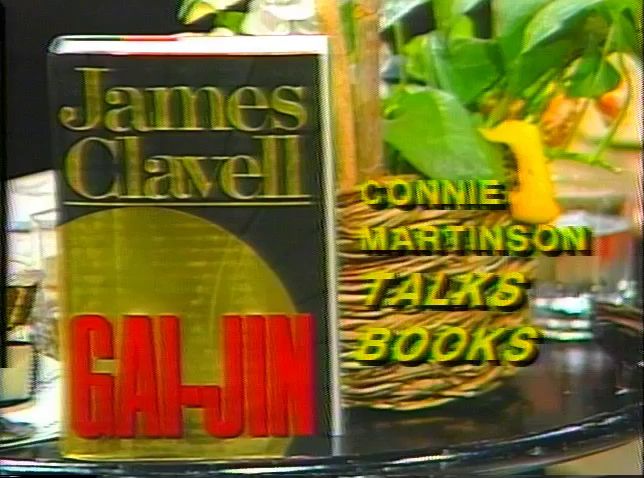 James
Clavell
GAI-JIN
CONNIE
MARTINSON
TALKS
BOOKS